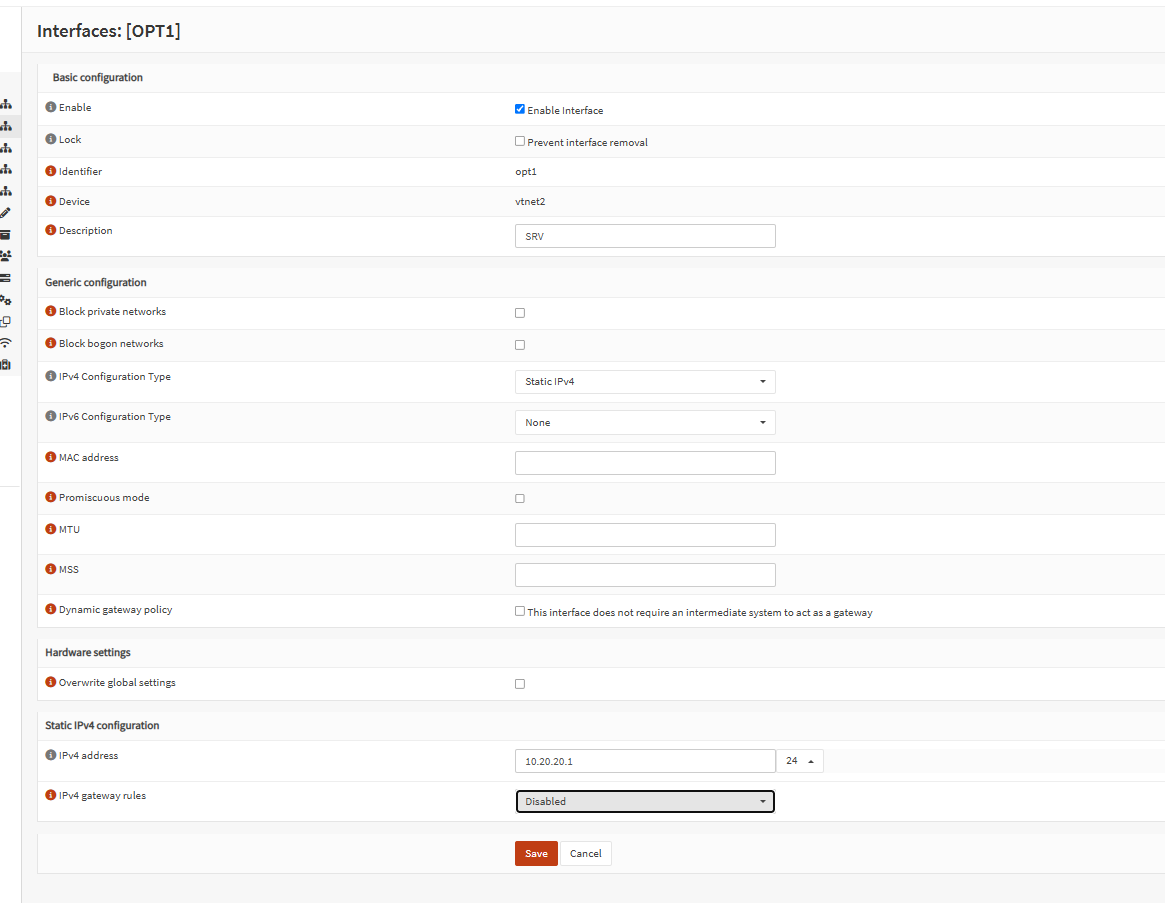 Interfaces: [OPT1]
Basic configuration
Enable
Enable Interface
Lock
Prevent interface removal
Identifier
opt1
Device
vtnet2
Description
SRV
Generic configuration
Block private networks
Block bogon networks
IPv4 Configuration Type
Static IPv4
IPv6 Configuration Type
None
MAC address
Promiscuous mode
MTU
MSS
Dynamic gateway policy
This interface does not require an intermediate system to act as a gateway
Hardware settings
Overwrite global settings
Static IPv4 configuration
IPv4 address
10.20.20.1
24
IPv4 gateway rules
Disabled
Save
Cancel